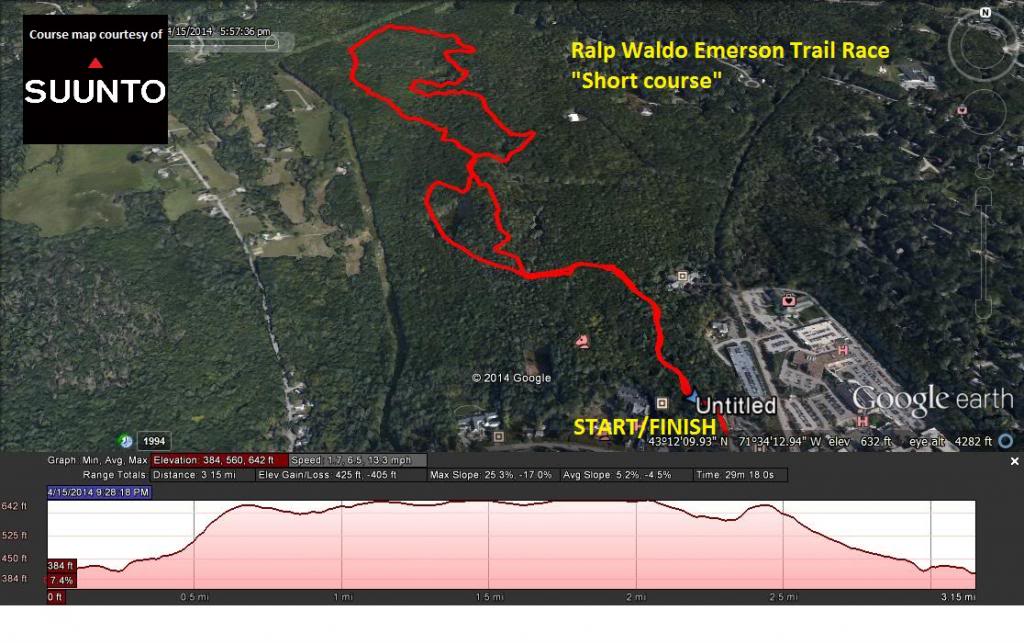 Course map courtesy of
SUUNTO
4/15/2014 5:57:36 pm
Ralp Waldo Emerson Trail Race
"Short course"
N
© 2014 Google
H
H
Untitled
START/FINISH
Google earth
1994
43°12'09.93" N 71°34'12.94" W elev 632 ft eye alt 4282 ft
Graph: Min, Avg, Max Elevation: 384, 560, 642 ft Speed: 1.7, 6.5, 13.3 mph
Range Totals: Distance: 3.15 mi Elev Gain/Loss: 425 ft, -405 ft Max Slope: 25.3%, -17.0% Avg Slope: 5.2%, -4.5% Time: 29m 18.0s
4/15/2014 9:28:18 PM
642 ft
525 ft
450 ft
384 ft
384 ft
7.4%
0 ft 0.5 mi 1 mi 1.5 mi 2 mi 2.5 mi 3.15 mi